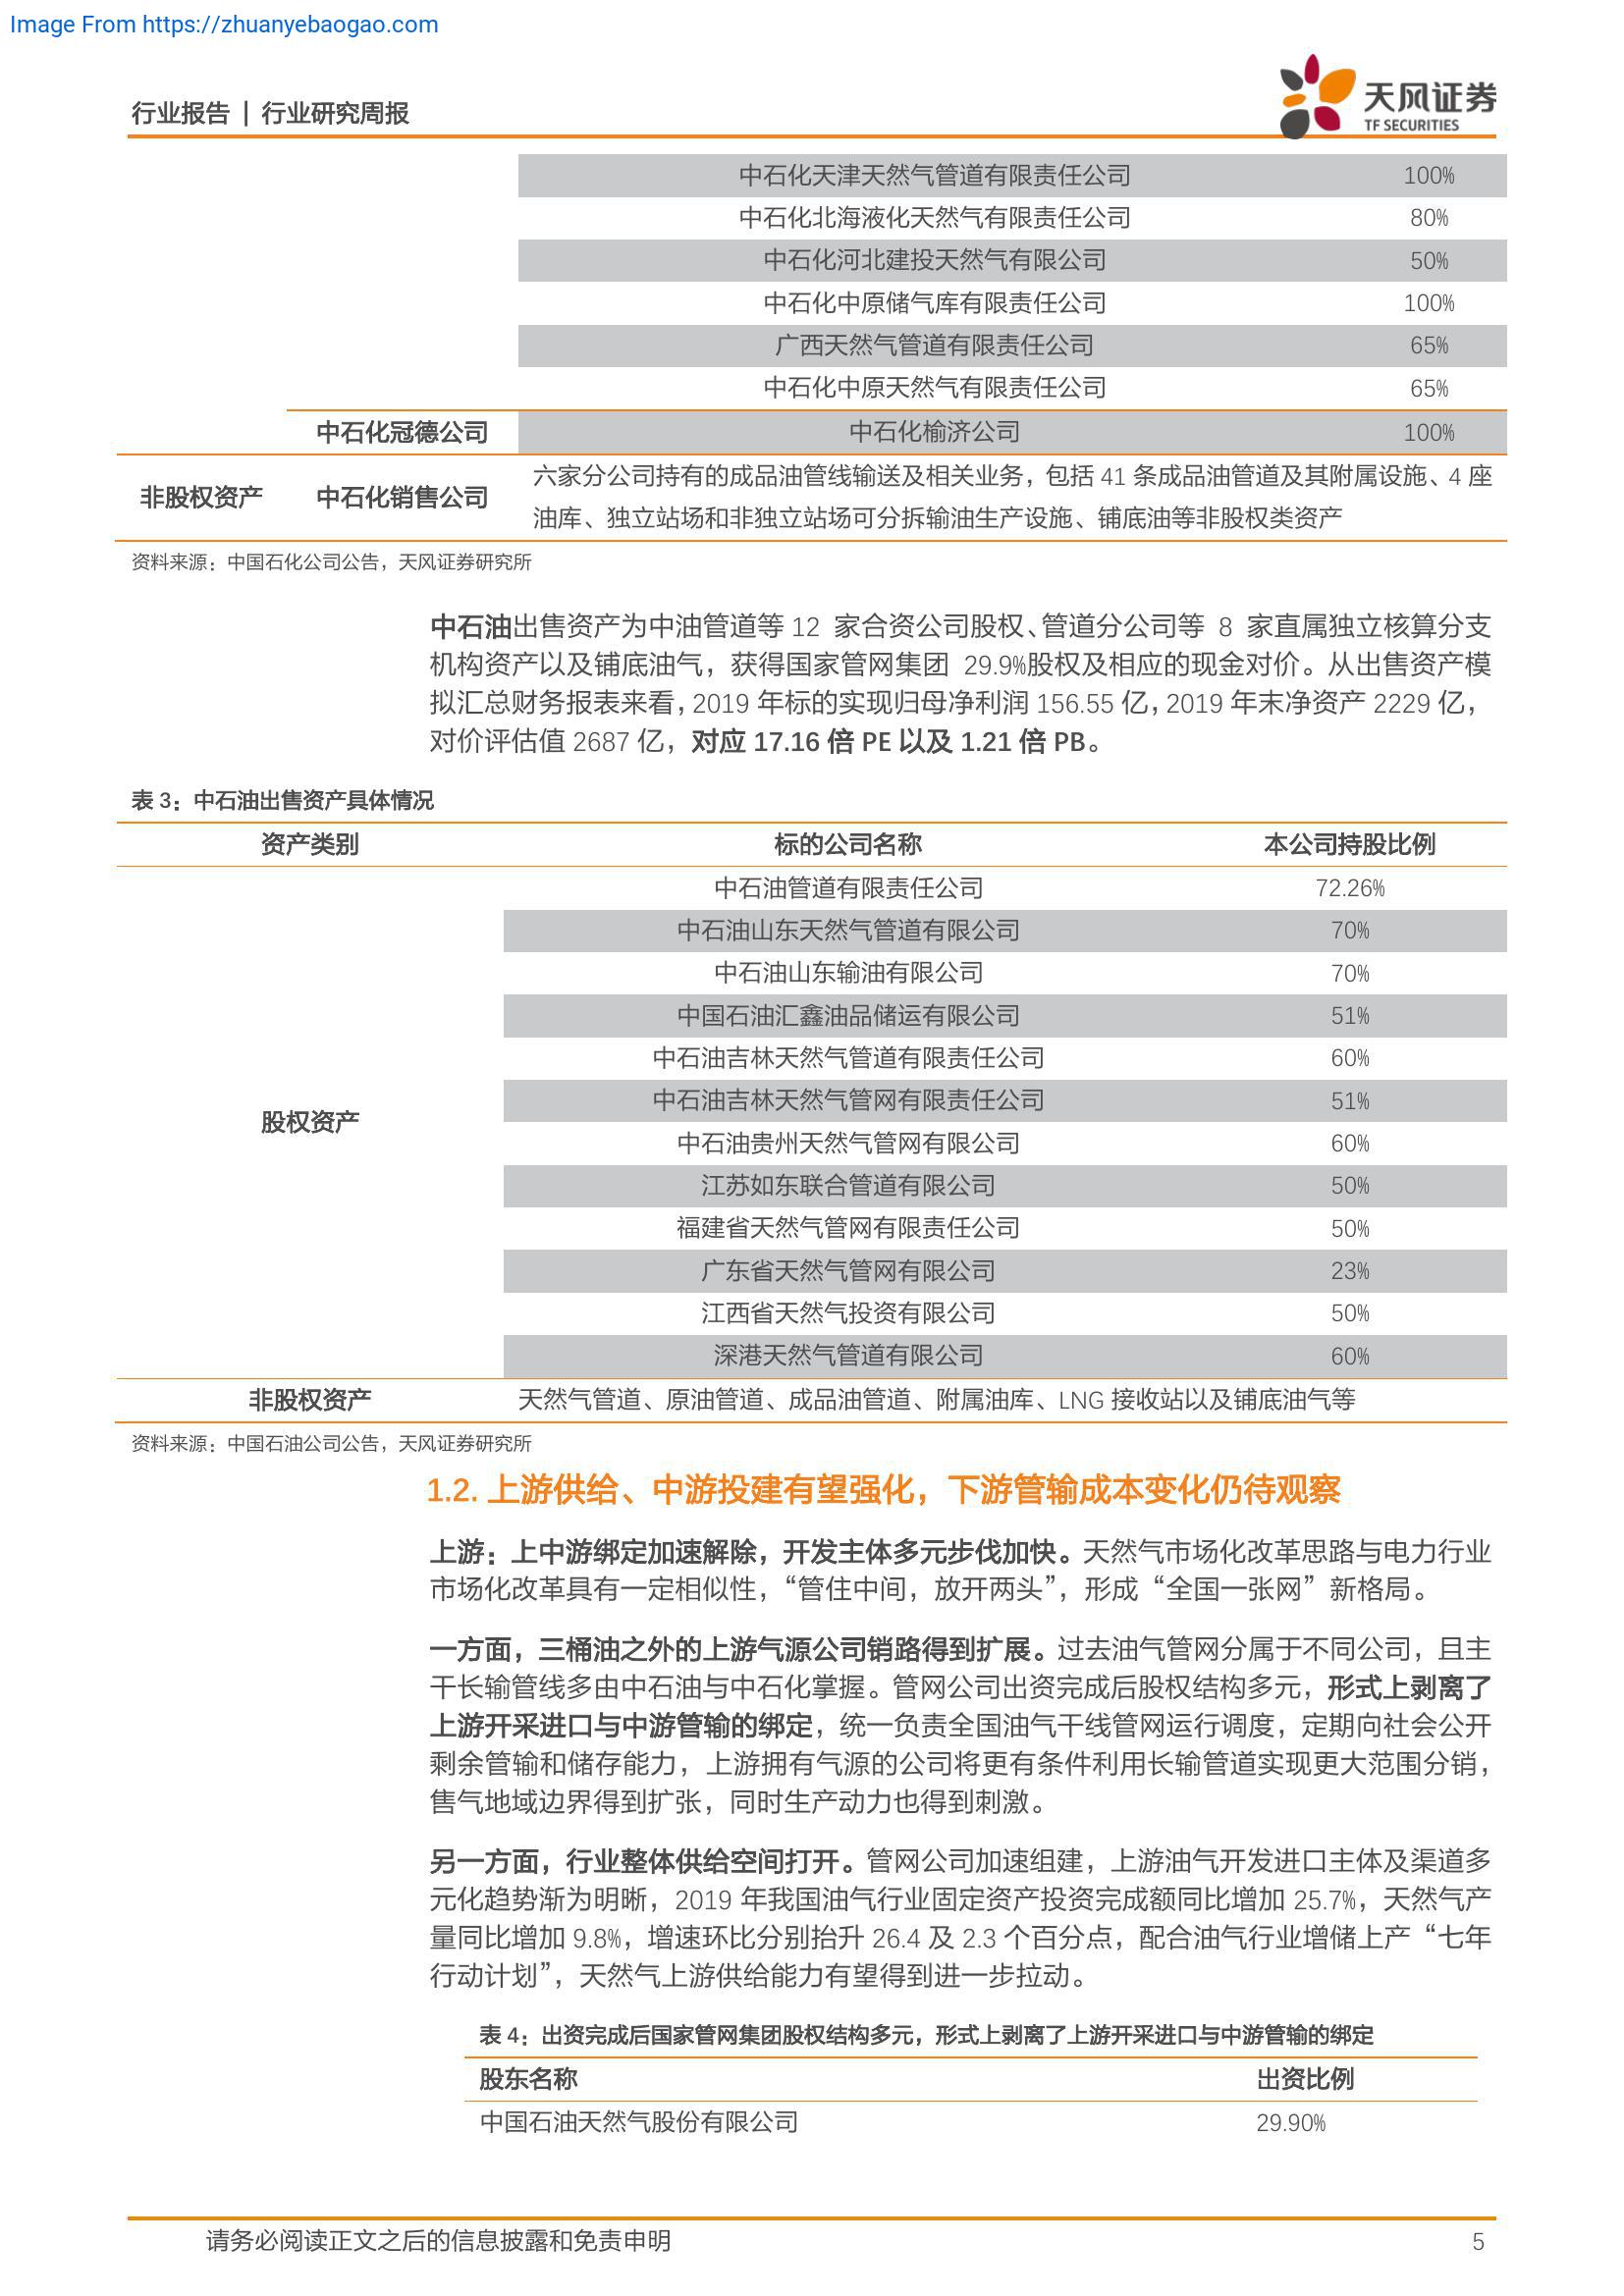 Image From https://zhuanyebaogao.com
行业报告 | 行业研究周报
天风证券
TF SECURITIES
中石化天津天然气管道有限责任公司 100%
中石化北海液化天然气有限责任公司 80%
中石化河北建投天然气有限公司 50%
中石化中原储气库有限责任公司 100%
广西天然气管道有限责任公司 65%
中石化中原天然气有限责任公司 65%
中石化冠德公司 中石化榆济公司 100%
非股权资产 中石化销售公司 六家分公司持有的成品油管线输送及相关业务，包括 41 条成品油管道及其附属设施、4 座
油库、独立站场和非独立站场可分拆输油生产设施、铺底油等非股权类资产
资料来源：中国石化公司公告，天风证券研究所
中石油出售资产为中油管道等 12 家合资公司股权、管道分公司等 8 家直属独立核算分支
机构资产以及铺底油气，获得国家管网集团 29.9%股权及相应的现金对价。从出售资产模
拟汇总财务报表来看，2019 年标的实现归母净利润 156.55 亿，2019 年末净资产 2229 亿，
对价评估值 2687 亿，对应 17.16 倍 PE 以及 1.21 倍 PB。
表 3：中石油出售资产具体情况
资产类别 标的公司名称 本公司持股比例
中石油管道有限责任公司 72.26%
中石油山东天然气管道有限公司 70%
中石油山东输油有限公司 70%
中国石油汇鑫油品储运有限公司 51%
中石油吉林天然气管道有限责任公司 60%
中石油吉林天然气管网有限责任公司 51%
股权资产
中石油贵州天然气管网有限公司 60%
江苏如东联合管道有限公司 50%
福建省天然气管网有限责任公司 50%
广东省天然气管网有限公司 23%
江西省天然气投资有限公司 50%
深港天然气管道有限公司 60%
非股权资产 天然气管道、原油管道、成品油管道、附属油库、LNG 接收站以及铺底油气等
资料来源：中国石油公司公告，天风证券研究所
1.2. 上游供给、中游投建有望强化，下游管输成本变化仍待观察
上游：上中游绑定加速解除，开发主体多元步伐加快。天然气市场化改革思路与电力行业
市场化改革具有一定相似性，“管住中间，放开两头”，形成“全国一张网”新格局。
一方面，三桶油之外的上游气源公司销路得到扩展。过去油气管网分属于不同公司，且主
干长输管线多由中石油与中石化掌握。管网公司出资完成后股权结构多元，形式上剥离了
上游开采进口与中游管输的绑定，统一负责全国油气干线管网运行调度，定期向社会公开
剩余管输和储存能力，上游拥有气源的公司将更有条件利用长输管道实现更大范围分销，
售气地域边界得到扩张，同时生产动力也得到刺激。
另一方面，行业整体供给空间打开。管网公司加速组建，上游油气开发进口主体及渠道多
元化趋势渐为明晰，2019 年我国油气行业固定资产投资完成额同比增加 25.7%，天然气产
量同比增加 9.8%，增速环比分别抬升 26.4 及 2.3 个百分点，配合油气行业增储上产“七年
行动计划”，天然气上游供给能力有望得到进一步拉动。
表 4：出资完成后国家管网集团股权结构多元，形式上剥离了上游开采进口与中游管输的绑定
股东名称 出资比例
中国石油天然气股份有限公司 29.90%
请务必阅读正文之后的信息披露和免责申明 5